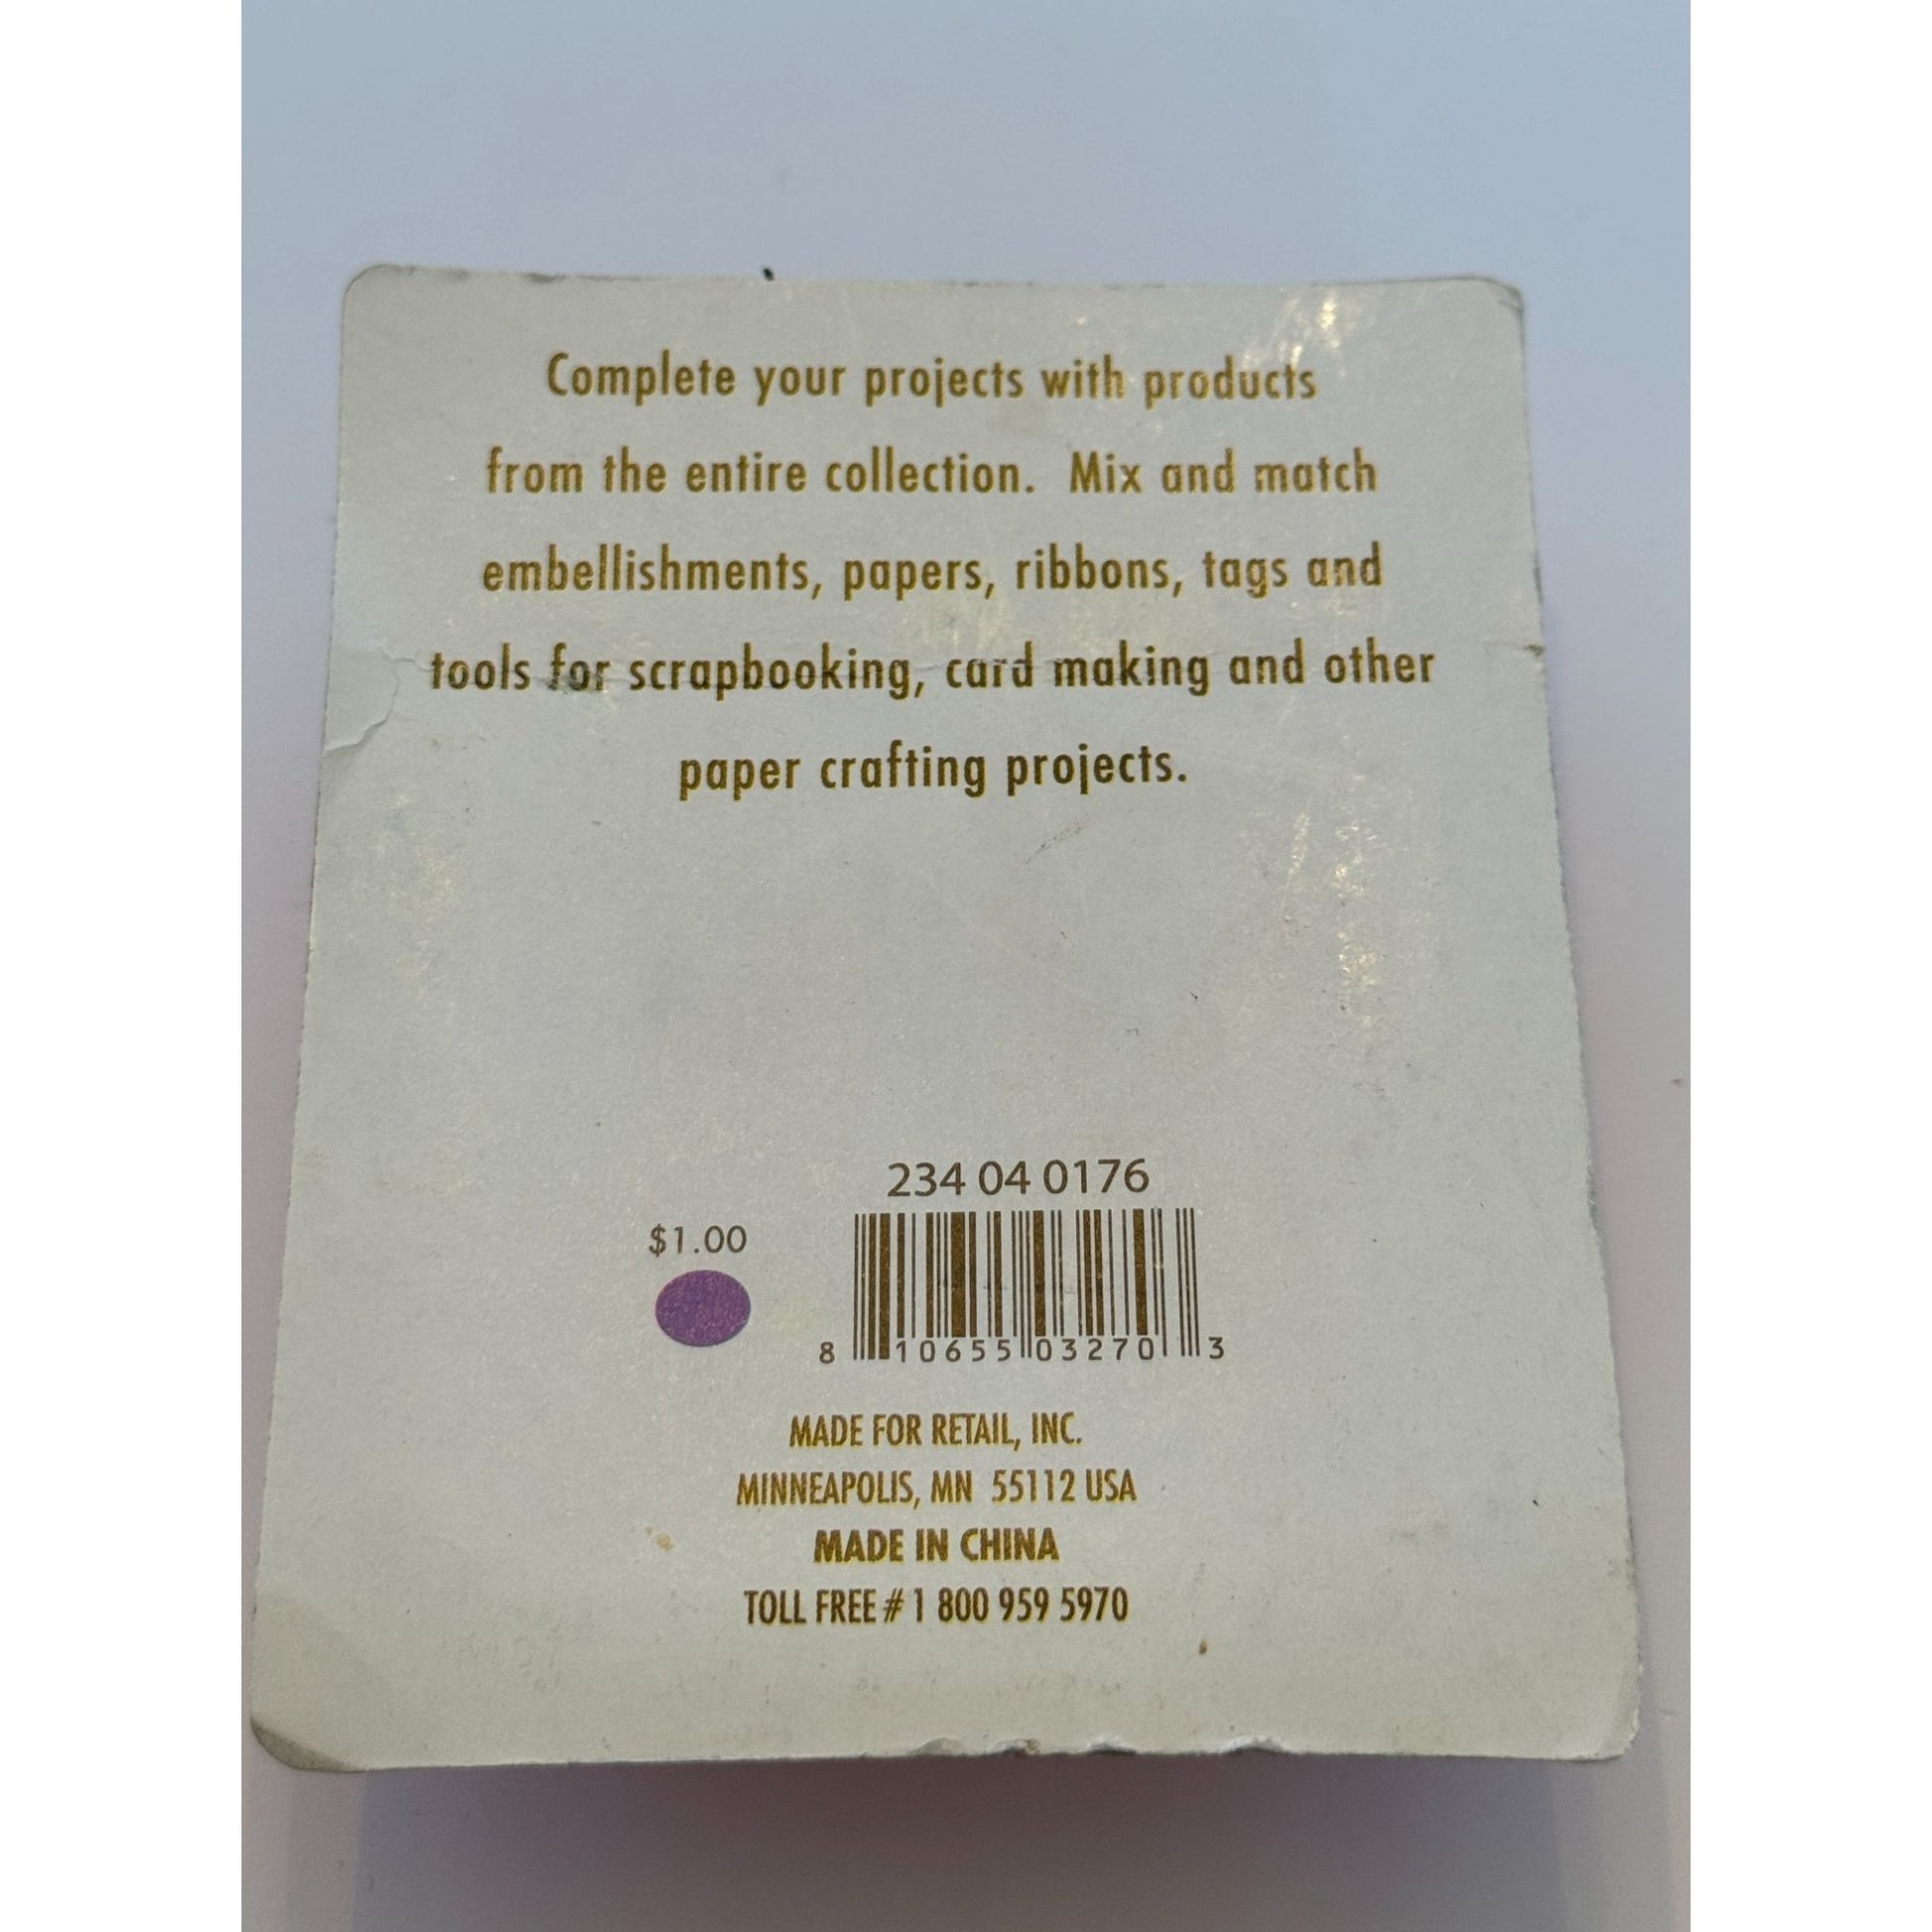 Complete your projects with products
from the entire collection. Mix and match
embellishments, papers, ribbons, tags and
tools for scrapbooking, card making and other
paper crafting projects.
234 04 0176
$1.00
8 10655 03270 3
MADE FOR RETAIL, INC.
MINNEAPOLIS, MN 55112 USA
MADE IN CHINA
TOLL FREE # 1 800 959 5970